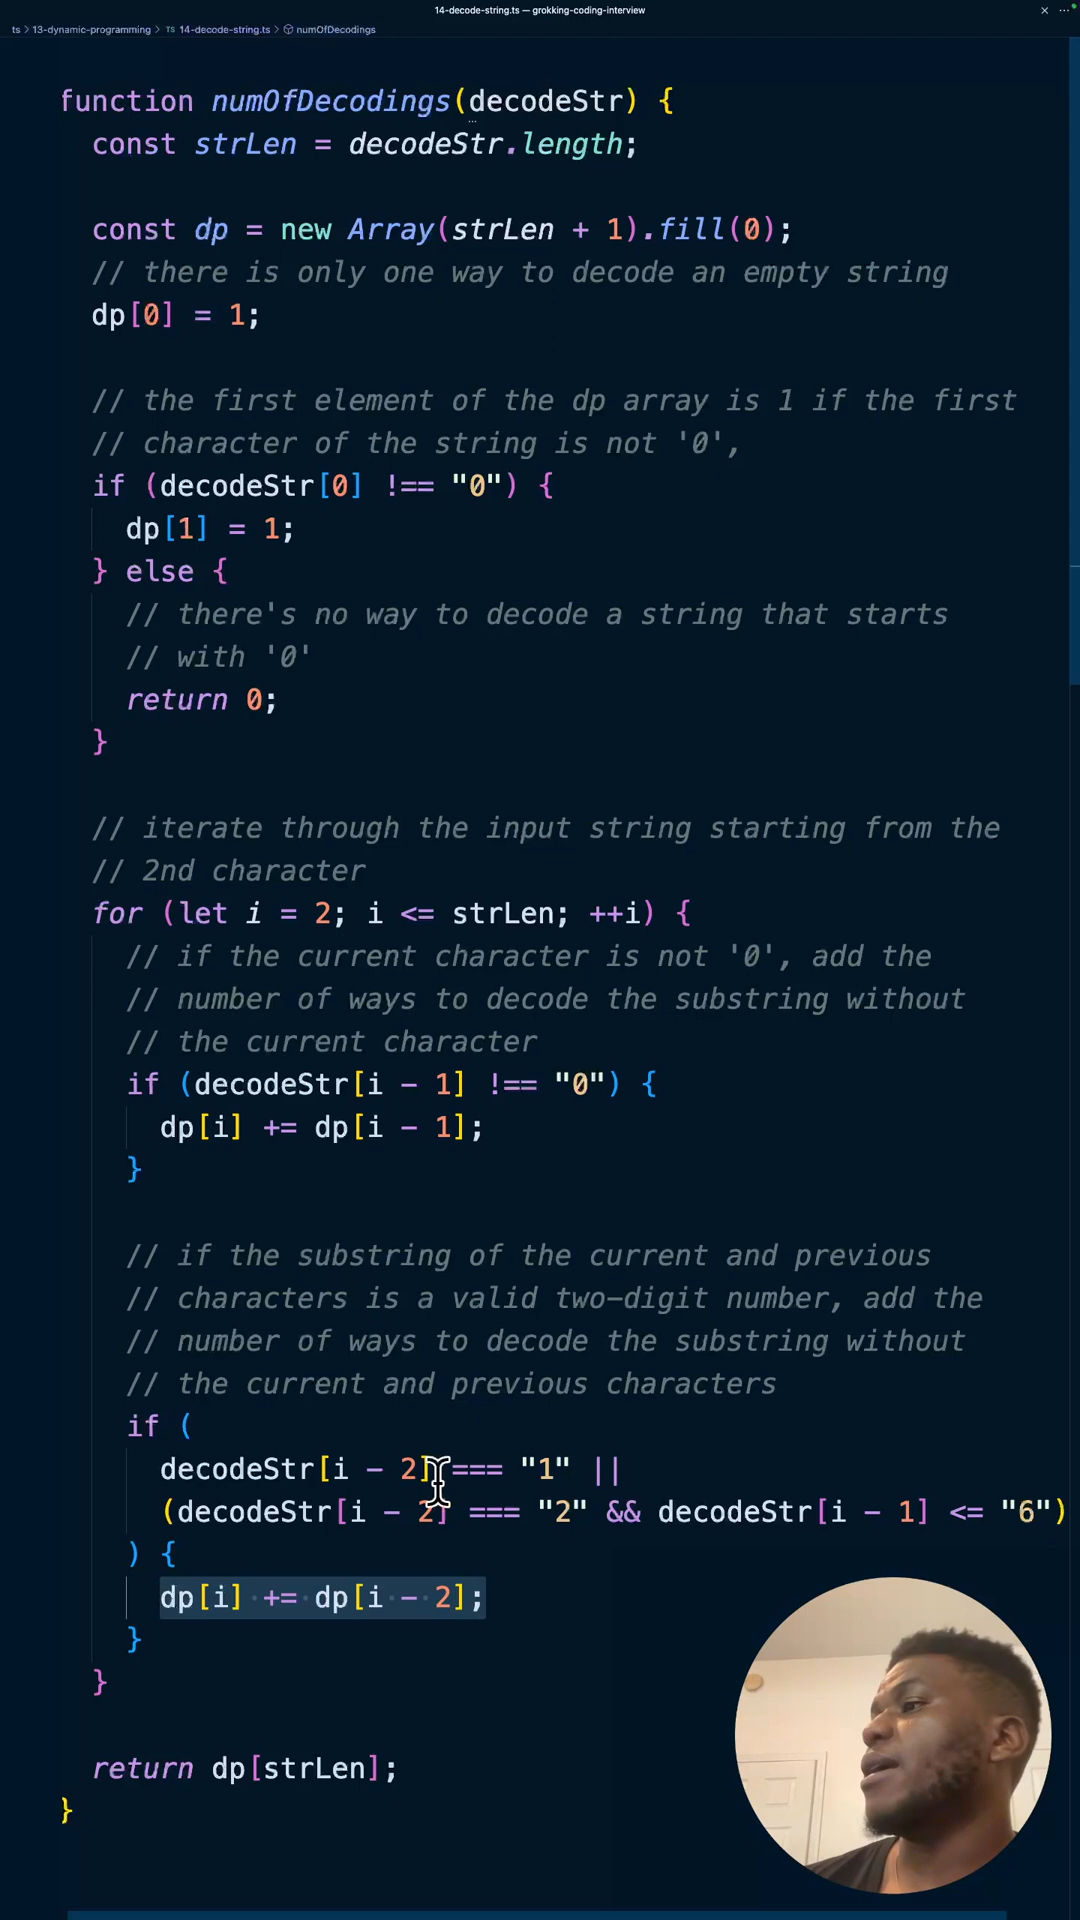 14-decode-string.ts — grokking-coding-interview
ts > 13-dynamic-programming > TS 14-decode-string.ts > numOfDecodings
function numOfDecodings(decodeStr) {
const strLen = decodeStr.length;
const dp = new Array(strLen + 1).fill(0);
// there is only one way to decode an empty string
dp[0] = 1;
// the first element of the dp array is 1 if the first
// character of the string is not '0',
if (decodeStr[0] !== "0") {
dp[1] = 1;
} else {
// there's no way to decode a string that starts
// with '0'
return 0;
}
// iterate through the input string starting from the
// 2nd character
for (let i = 2; i <= strLen; ++i) {
// if the current character is not '0', add the
// number of ways to decode the substring without
// the current character
if (decodeStr[i - 1] !== "0") {
dp[i] += dp[i - 1];
}
// if the substring of the current and previous
// characters is a valid two-digit number, add the
// number of ways to decode the substring without
// the current and previous characters
if (
decodeStr[i - 2] === "1" ||
(decodeStr[i - 2] === "2" && decodeStr[i - 1] <= "6")
) {
dp[i] += dp[i - 2];
}
}
return dp[strLen];
}